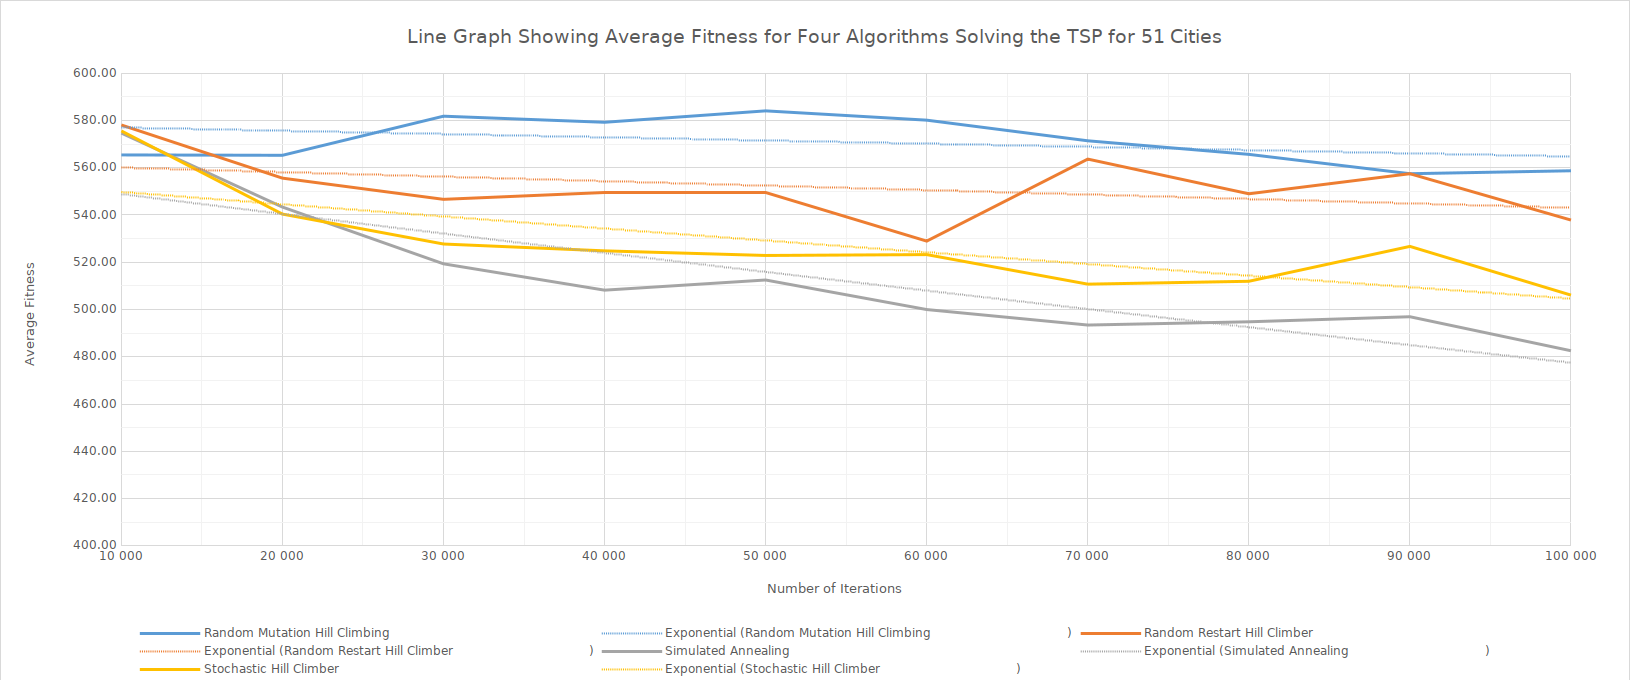 Line Graph Showing Average Fitness for Four Algorithms Solving the TSP for 51 Cities
600.00
580.00
560.00
540.00
520.00
500.00
480.00
460.00
440.00
420.00
400.00
Average Fitness
10 000 20 000 30 000 40 000 50 000 60 000 70 000 80 000 90 000 100 000
Number of Iterations
Random Mutation Hill Climbing Exponential (Random Mutation Hill Climbing ) Random Restart Hill Climber
Exponential (Random Restart Hill Climber ) Simulated Annealing Exponential (Simulated Annealing )
Stochastic Hill Climber Exponential (Stochastic Hill Climber )